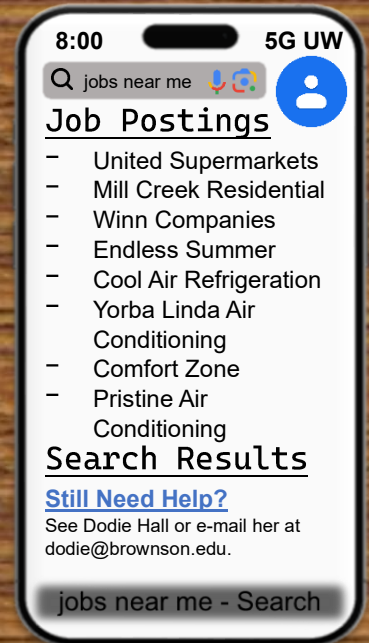 8:00 5G UW
jobs near me
Job Postings
– United Supermarkets
– Mill Creek Residential
– Winn Companies
– Endless Summer
– Cool Air Refrigeration
– Yorba Linda Air
Conditioning
– Comfort Zone
– Pristine Air
Conditioning
Search Results
Still Need Help?
See Dodie Hall or e-mail her at
dodie@brownson.edu.
jobs near me - Search